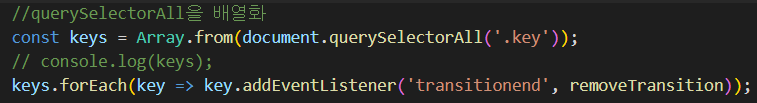 //querySelectorAll을 배열화
const keys = Array.from(document.querySelectorAll('.key'));
// console.log(keys);
keys.forEach(key => key.addEventListener('transitionend', removeTransition));